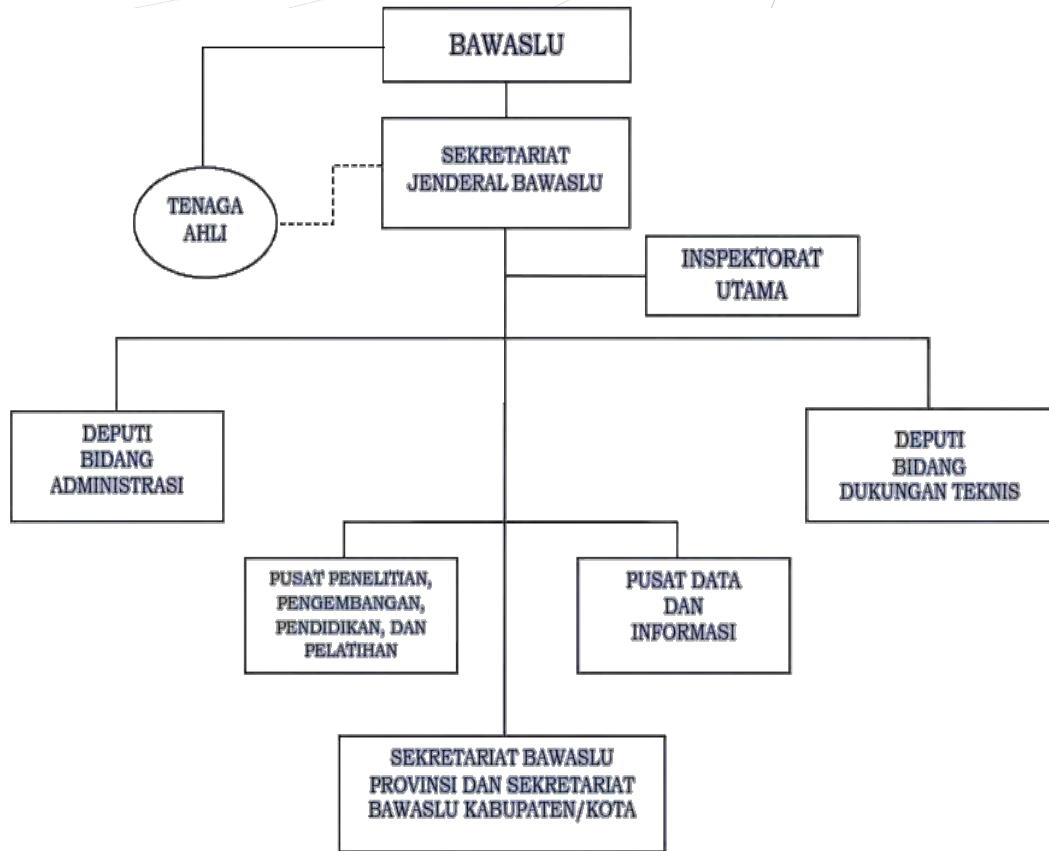 BAWASLU
SEKRETARIAT
JENDERAL BAWASLU
TENAGA
AHLI
INSPEKTORAT
UTAMA
DEPUTI
BIDANG
ADMINISTRASI
DEPUTI
BIDANG
DUKUNGAN TEKNIS
PUSAT PENELITIAN,
PENGEMBANGAN,
PENDIDIKAN, DAN
PELATIHAN
PUSAT DATA
DAN
INFORMASI
SEKRETARIAT BAWASLU
PROVINSI DAN SEKRETARIAT
BAWASLU KABUPATEN/KOTA